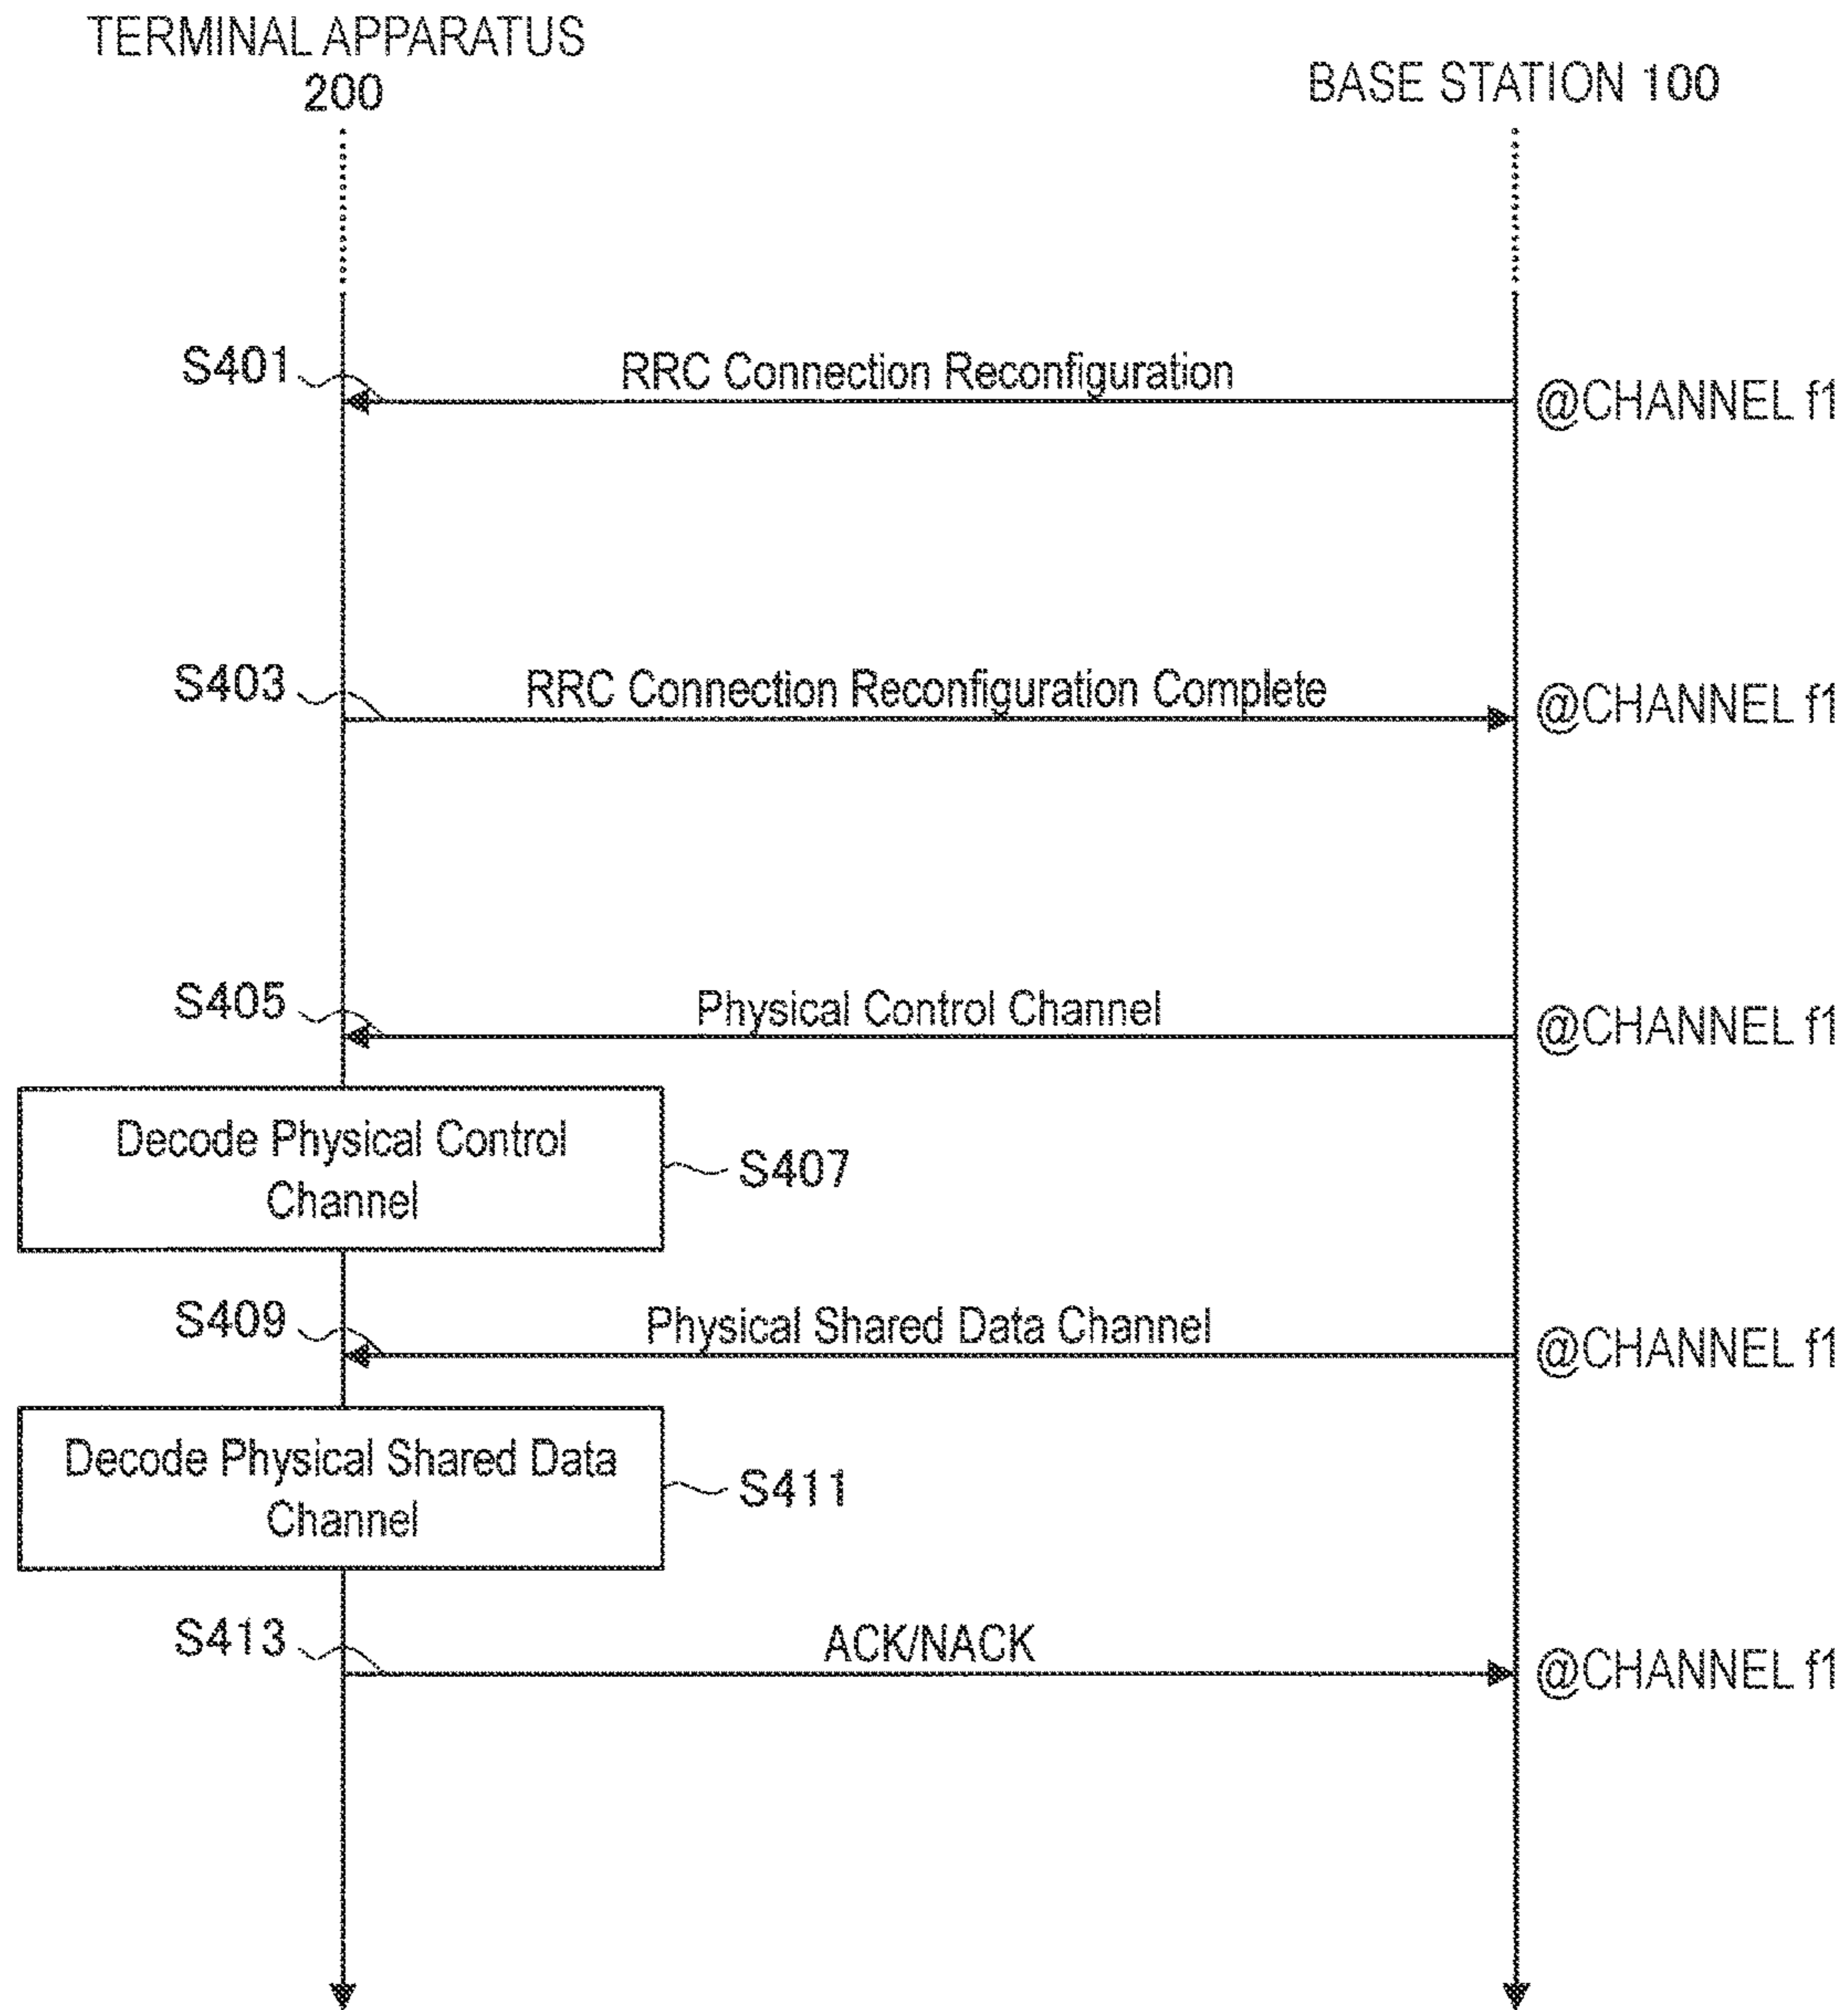 TERMINAL APPARATUS
200
BASE STATION 100
S401
RRC Connection Reconfiguration
@CHANNEL f1
S403
RRC Connection Reconfiguration Complete
@CHANNEL f1
S405
Physical Control Channel
@CHANNEL f1
Decode Physical Control
Channel
S407
S409
Physical Shared Data Channel
@CHANNEL f1
Decode Physical Shared Data
Channel
S411
S413
ACK/NACK
@CHANNEL f1